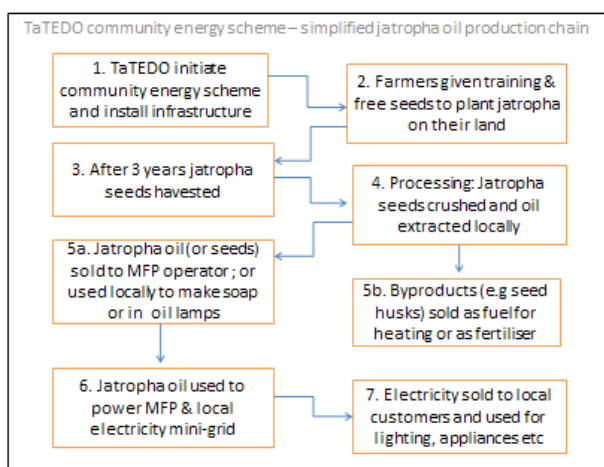 TaTEDO community energy scheme – simplified jatropha oil production chain
1. TaTEDO initiate
community energy scheme
and install infrastructure
2. Farmers given training &
free seeds to plant jatropha
on their land
3. After 3 years jatropha
seeds havested
4. Processing: Jatropha
seeds crushed and oil
extracted locally
5a. Jatropha oil (or seeds)
sold to MFP operator; or
used locally to make soap
or in oil lamps
5b. Byproducts (e.g seed
husks) sold as fuel for
heating or as fertiliser
6. Jatropha oil used to
power MFP & local
electricity mini-grid
7. Electricity sold to local
customers and used for
lighting, appliances etc